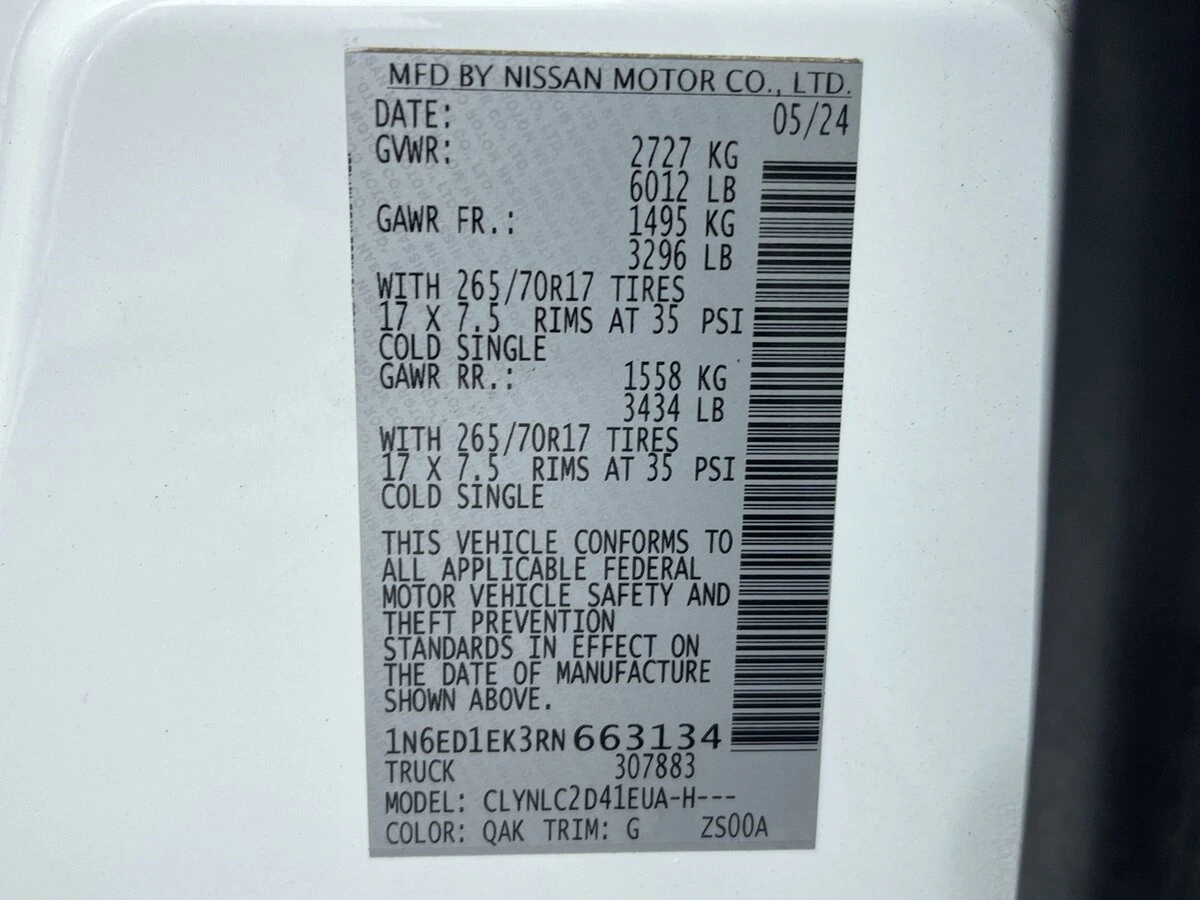 MFD BY NISSAN MOTOR CO., LTD.
DATE: 05/24
GVWR: 2727 KG
6012 LB
GAWR FR.: 1495 KG
3296 LB
WITH 265/70R17 TIRES
17 X 7.5 RIMS AT 35 PSI
COLD SINGLE
GAWR RR.: 1558 KG
3434 LB
WITH 265/70R17 TIRES
17 X 7.5 RIMS AT 35 PSI
COLD SINGLE
THIS VEHICLE CONFORMS TO
ALL APPLICABLE FEDERAL
MOTOR VEHICLE SAFETY AND
THEFT PREVENTION
STANDARDS IN EFFECT ON
THE DATE OF MANUFACTURE
SHOWN ABOVE.
1N6ED1EK3RN663134
TRUCK 307883
MODEL: CLYNLC2D41EUA-H---
COLOR: QAK TRIM: G ZS00A